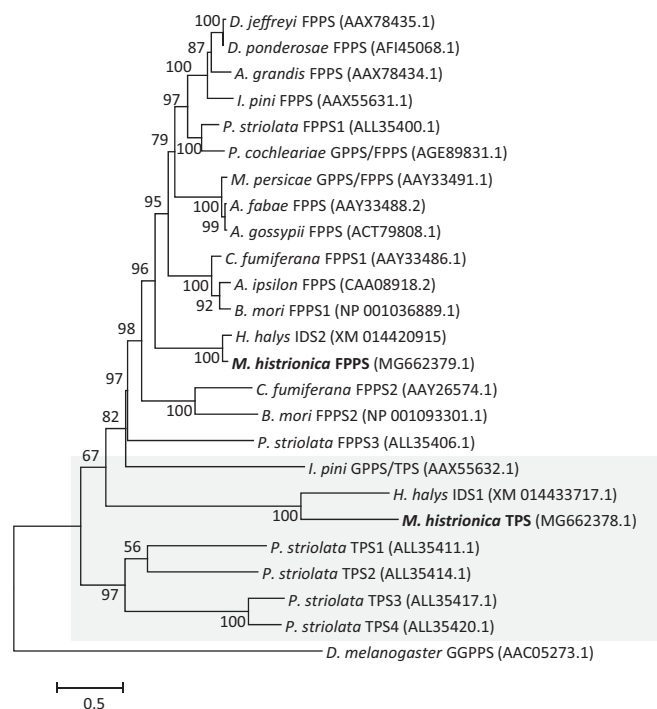 100
D. jeffreyi FPPS (AAX78435.1)
87
D. ponderosae FPPS (AFI45068.1)
100
A. grandis FPPS (AAX78434.1)
97
I. pini FPPS (AAX55631.1)
P. striolata FPPS1 (ALL35400.1)
79
100
P. cochleariae GPPS/FPPS (AGE89831.1)
M. persicae GPPS/FPPS (AAY33491.1)
95
100
A. fabae FPPS (AAY33488.2)
99
A. gossypii FPPS (ACT79808.1)
C. fumiferana FPPS1 (AAY33486.1)
96
100
A. ipsilon FPPS (CAA08918.2)
92
B. mori FPPS1 (NP 001036889.1)
98
H. halys IDS2 (XM 014420915)
100
M. histrionica FPPS (MG662379.1)
97
C. fumiferana FPPS2 (AAY26574.1)
100
B. mori FPPS2 (NP 001093301.1)
82
P. striolata FPPS3 (ALL35406.1)
67
I. pini GPPS/TPS (AAX55632.1)
H. halys IDS1 (XM 014433717.1)
100
M. histrionica TPS (MG662378.1)
56
P. striolata TPS1 (ALL35411.1)
P. striolata TPS2 (ALL35414.1)
97
P. striolata TPS3 (ALL35417.1)
100
P. striolata TPS4 (ALL35420.1)
D. melanogaster GGPPS (AAC05273.1)
0.5